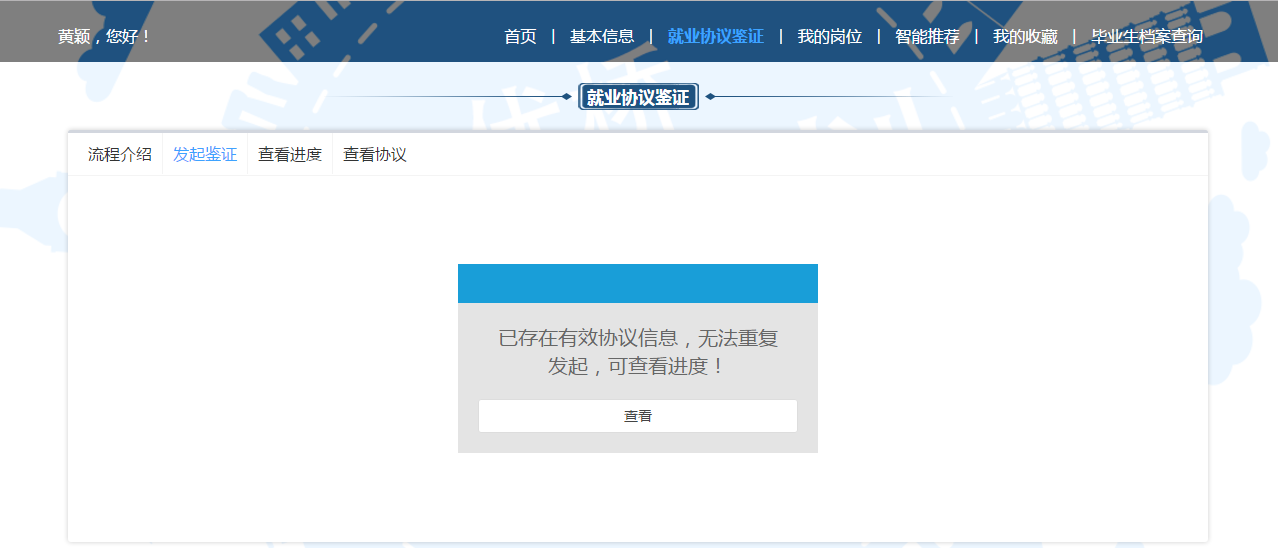 黄颖，您好！
首页 | 基本信息 | 就业协议鉴证 | 我的岗位 | 智能推荐 | 我的收藏 | 毕业生档案查询
就业协议鉴证
流程介绍 发起鉴证 查看进度 查看协议
已存在有效协议信息，无法重复
发起，可查看进度！
查看